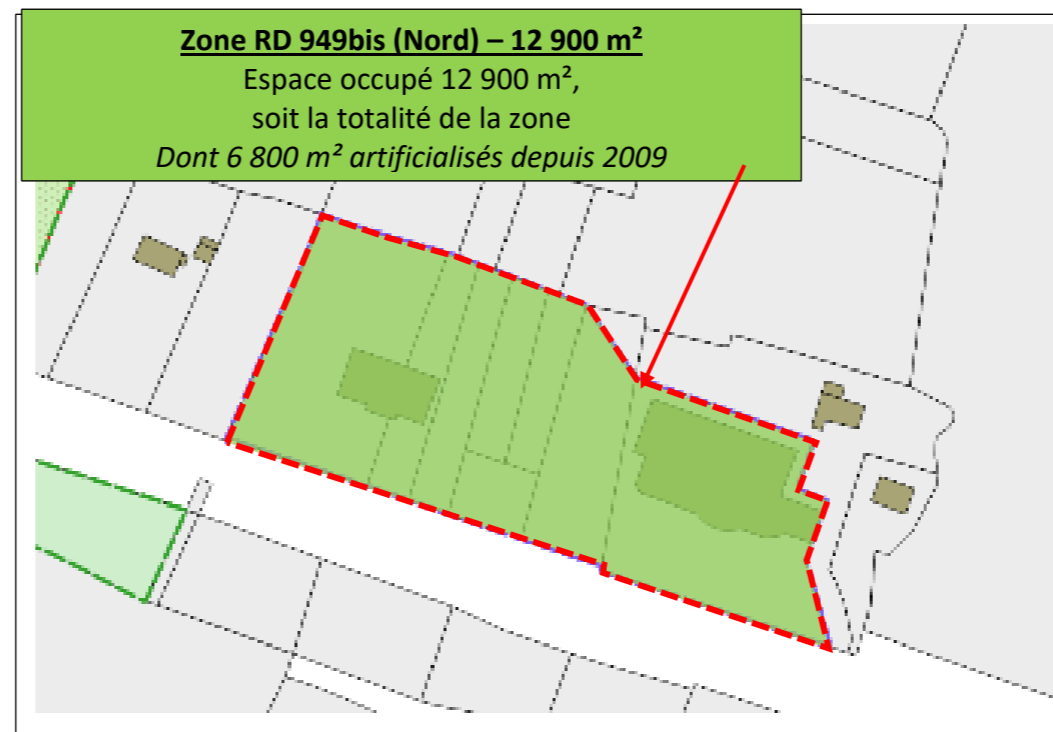 Zone RD 949bis (Nord) – 12 900 m²
Espace occupé 12 900 m²,
soit la totalité de la zone
Dont 6 800 m² artificialisés depuis 2009